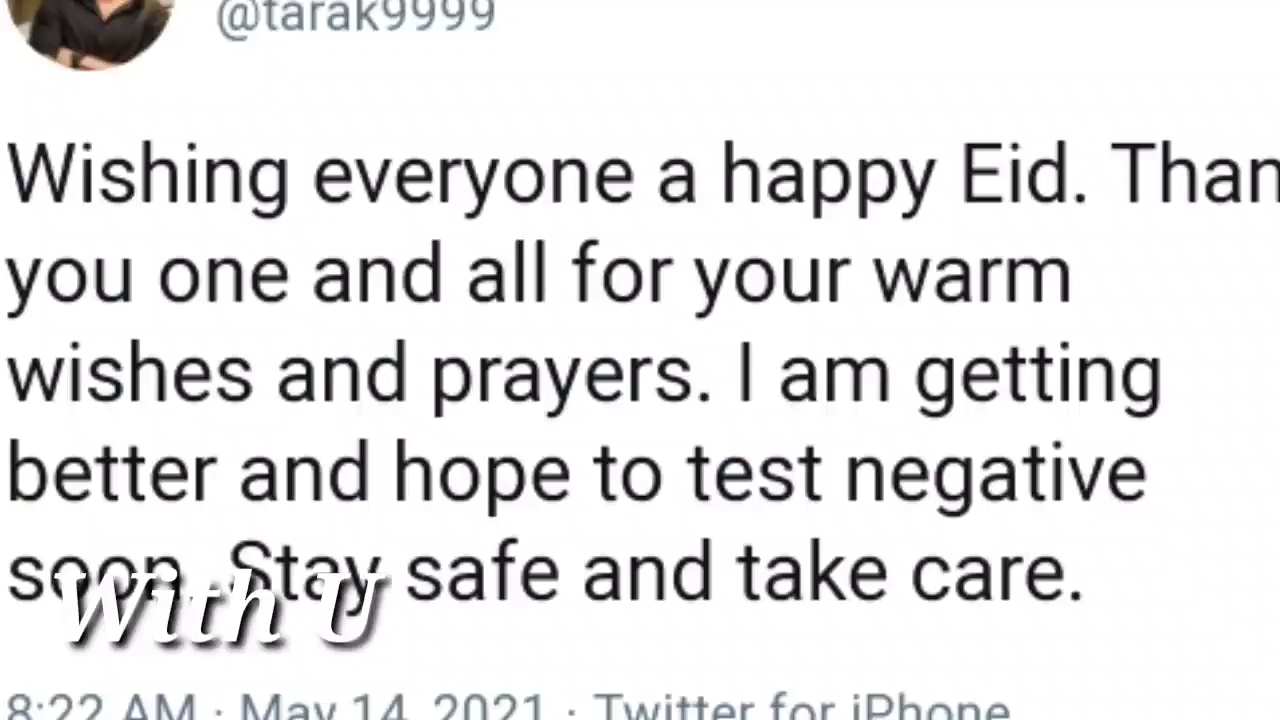 @tarak9999
Wishing everyone a happy Eid. Than
you one and all for your warm
wishes and prayers. I am getting
better and hope to test negative
soon. Stay safe and take care.
With U
8:22 AM · May 14, 2021 · Twitter for iPhone